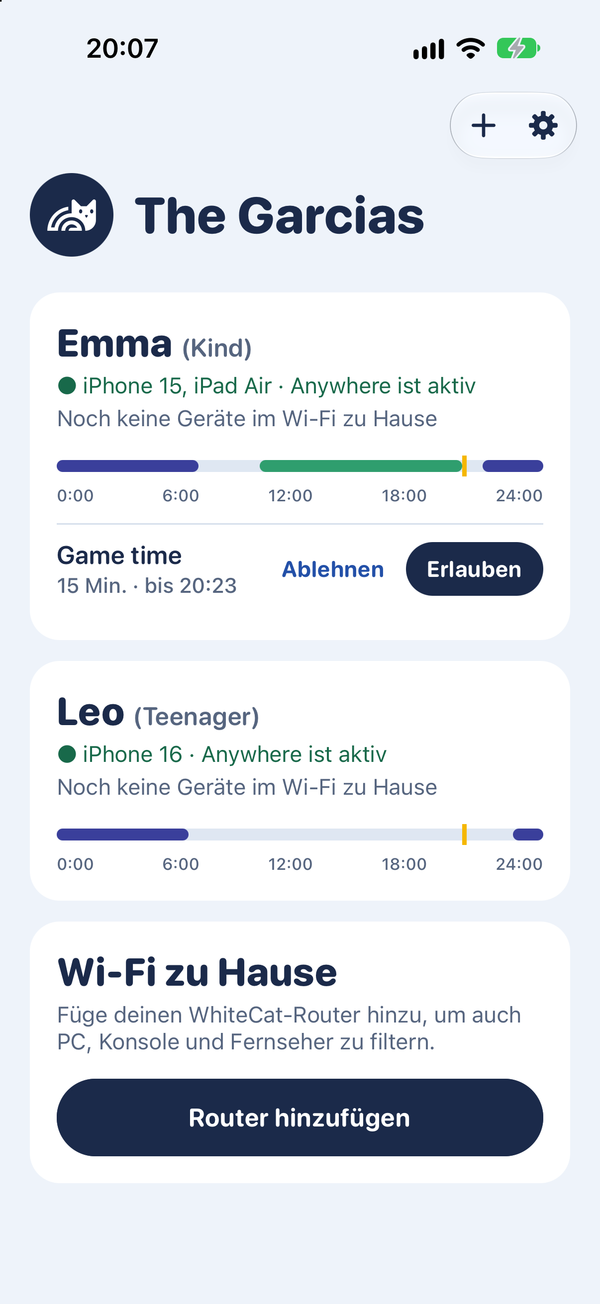 20:07
The Garcias
Emma (Kind)
iPhone 15, iPad Air · Anywhere ist aktiv
Noch keine Geräte im Wi-Fi zu Hause
0:00 6:00 12:00 18:00 24:00
Game time
15 Min. · bis 20:23
Ablehnen Erlauben
Leo (Teenager)
iPhone 16 · Anywhere ist aktiv
Noch keine Geräte im Wi-Fi zu Hause
0:00 6:00 12:00 18:00 24:00
Wi-Fi zu Hause
Füge deinen WhiteCat-Router hinzu, um auch
PC, Konsole und Fernseher zu filtern.
Router hinzufügen